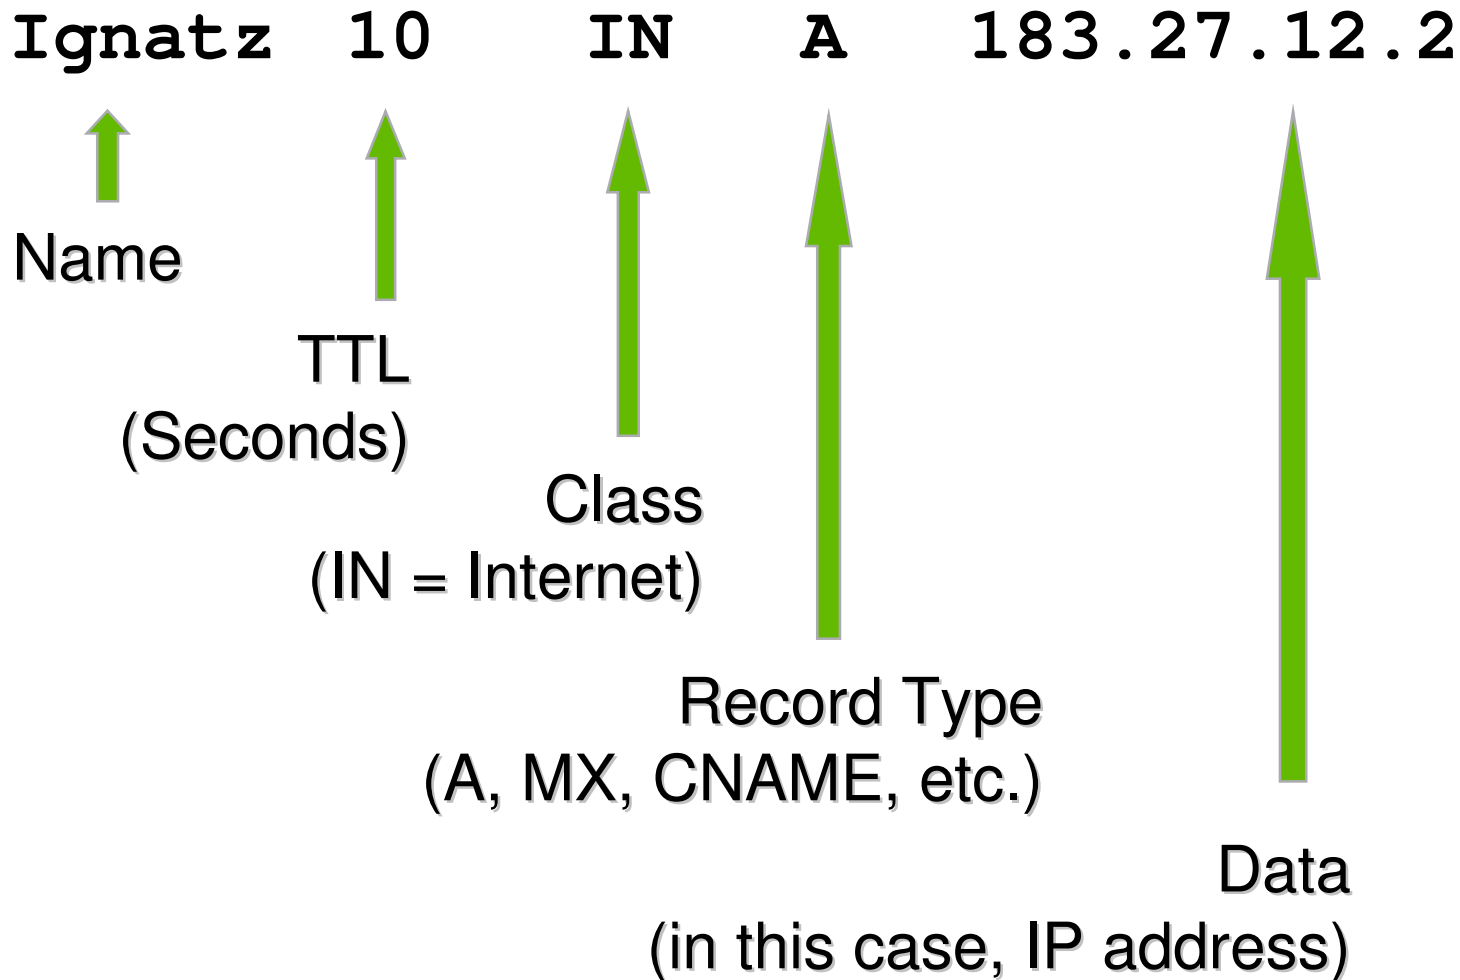 Ignatz 10 IN A 183.27.12.2
Name
TTL
(Seconds)
Class
(IN = Internet)
Record Type
(A, MX, CNAME, etc.)
Data
(in this case, IP address)